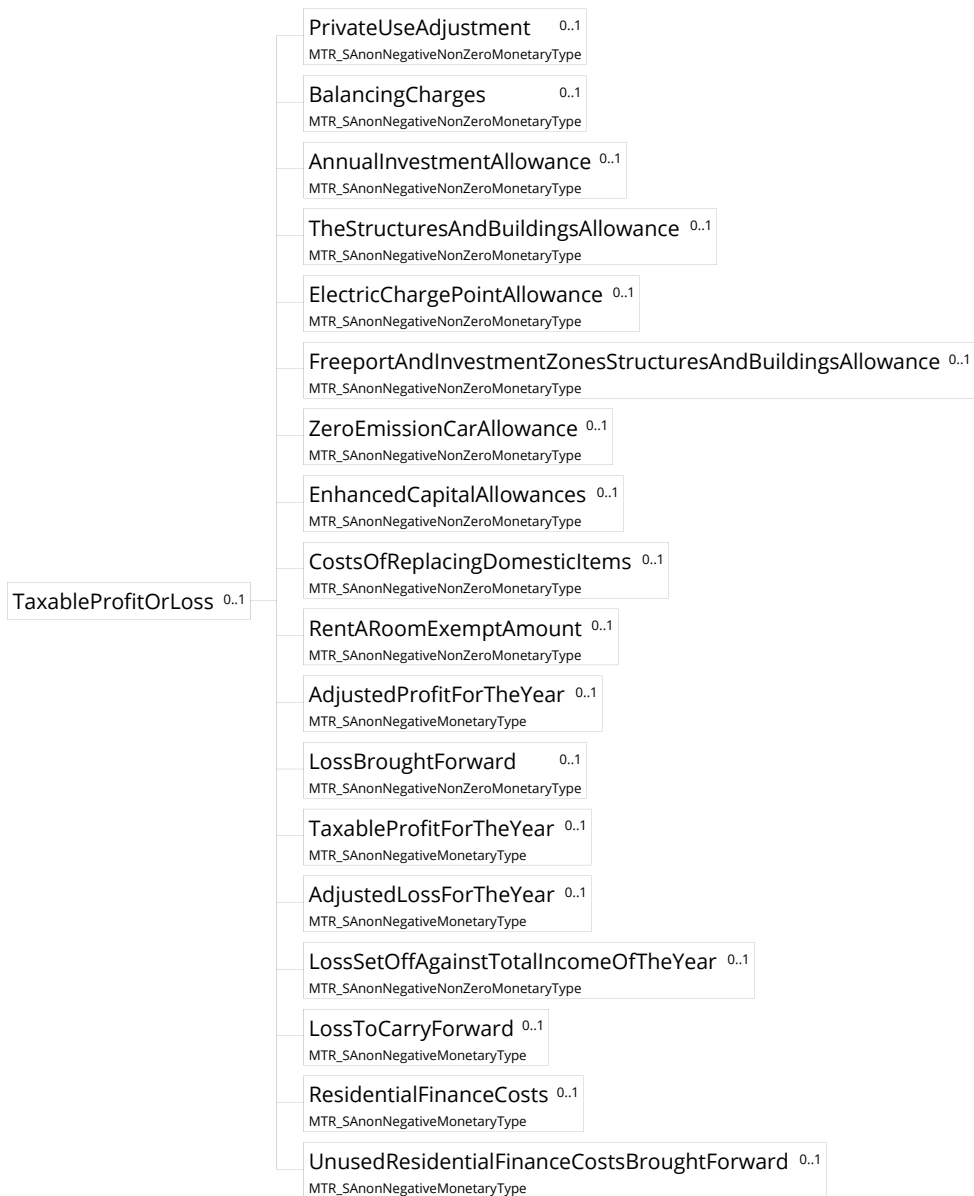 PrivateUseAdjustment 0..1
MTR_SAnonNegativeNonZeroMonetaryType
BalancingCharges 0..1
MTR_SAnonNegativeNonZeroMonetaryType
AnnualInvestmentAllowance 0..1
MTR_SAnonNegativeNonZeroMonetaryType
TheStructuresAndBuildingsAllowance 0..1
MTR_SAnonNegativeNonZeroMonetaryType
ElectricChargePointAllowance 0..1
MTR_SAnonNegativeNonZeroMonetaryType
FreeportAndInvestmentZonesStructuresAndBuildingsAllowance 0..1
MTR_SAnonNegativeNonZeroMonetaryType
ZeroEmissionCarAllowance 0..1
MTR_SAnonNegativeNonZeroMonetaryType
EnhancedCapitalAllowances 0..1
MTR_SAnonNegativeNonZeroMonetaryType
CostsOfReplacingDomesticItems 0..1
MTR_SAnonNegativeNonZeroMonetaryType
TaxableProfitOrLoss 0..1
RentARoomExemptAmount 0..1
MTR_SAnonNegativeNonZeroMonetaryType
AdjustedProfitForTheYear 0..1
MTR_SAnonNegativeMonetaryType
LossBroughtForward 0..1
MTR_SAnonNegativeNonZeroMonetaryType
TaxableProfitForTheYear 0..1
MTR_SAnonNegativeMonetaryType
AdjustedLossForTheYear 0..1
MTR_SAnonNegativeMonetaryType
LossSetOffAgainstTotalIncomeOfTheYear 0..1
MTR_SAnonNegativeNonZeroMonetaryType
LossToCarryForward 0..1
MTR_SAnonNegativeMonetaryType
ResidentialFinanceCosts 0..1
MTR_SAnonNegativeMonetaryType
UnusedResidentialFinanceCostsBroughtForward 0..1
MTR_SAnonNegativeMonetaryType